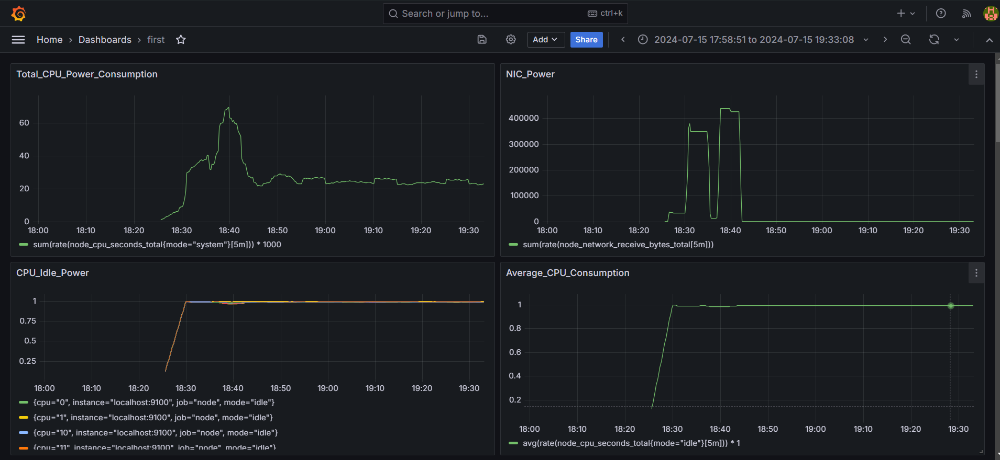 Search or jump to... ctrl+k
Home › Dashboards › first
Add
Share
2024-07-15 17:58:51 to 2024-07-15 19:33:08
Total_CPU_Power_Consumption
60
40
20
0
18:00 18:10 18:20 18:30 18:40 18:50 19:00 19:10 19:20 19:30
sum(rate(node_cpu_seconds_total{mode="system"}[5m])) * 1000
NIC_Power
400000
300000
200000
100000
0
18:00 18:10 18:20 18:30 18:40 18:50 19:00 19:10 19:20 19:30
sum(rate(node_network_receive_bytes_total[5m]))
CPU_Idle_Power
1
0.75
0.5
0.25
18:00 18:10 18:20 18:30 18:40 18:50 19:00 19:10 19:20 19:30
{cpu="0", instance="localhost:9100", job="node", mode="idle"}
{cpu="1", instance="localhost:9100", job="node", mode="idle"}
{cpu="10", instance="localhost:9100", job="node", mode="idle"}
{cpu="11", instance="localhost:9100", job="node", mode="idle"}
Average_CPU_Consumption
1
0.8
0.6
0.4
0.2
18:00 18:10 18:20 18:30 18:40 18:50 19:00 19:10 19:20 19:30
avg(rate(node_cpu_seconds_total{mode="idle"}[5m])) * 1